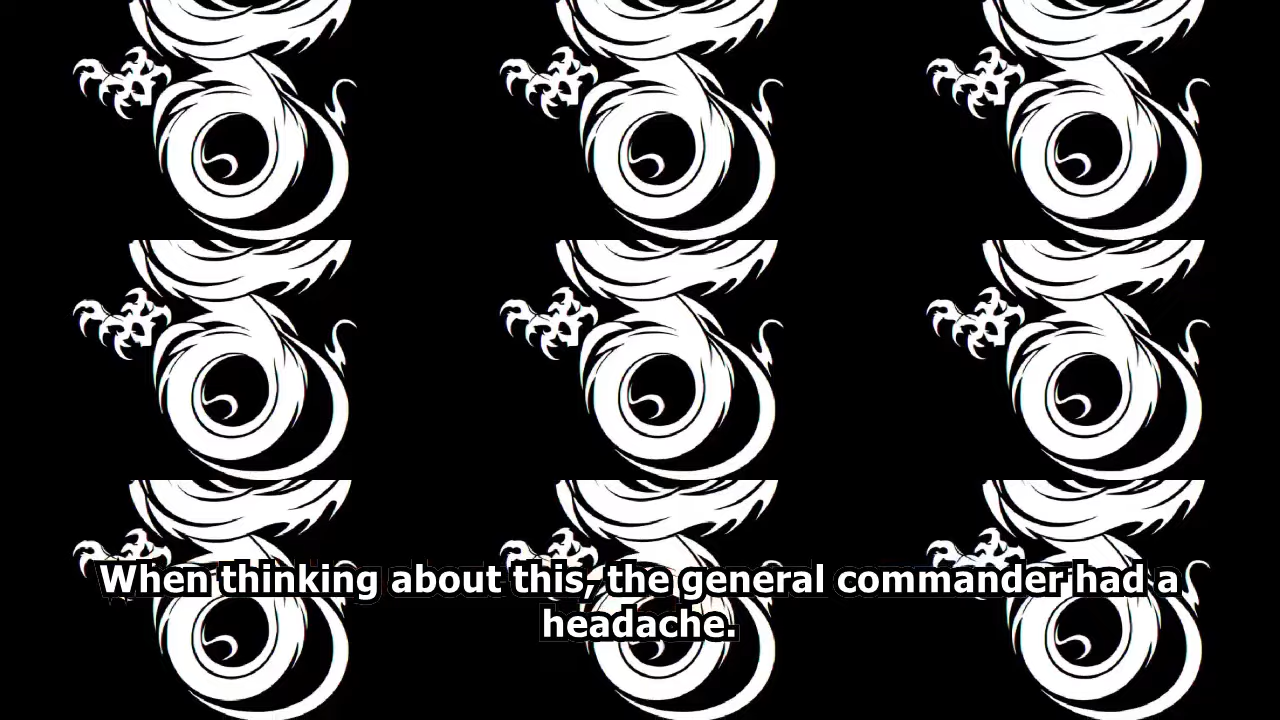 When thinking about this, the general commander had a
headache.